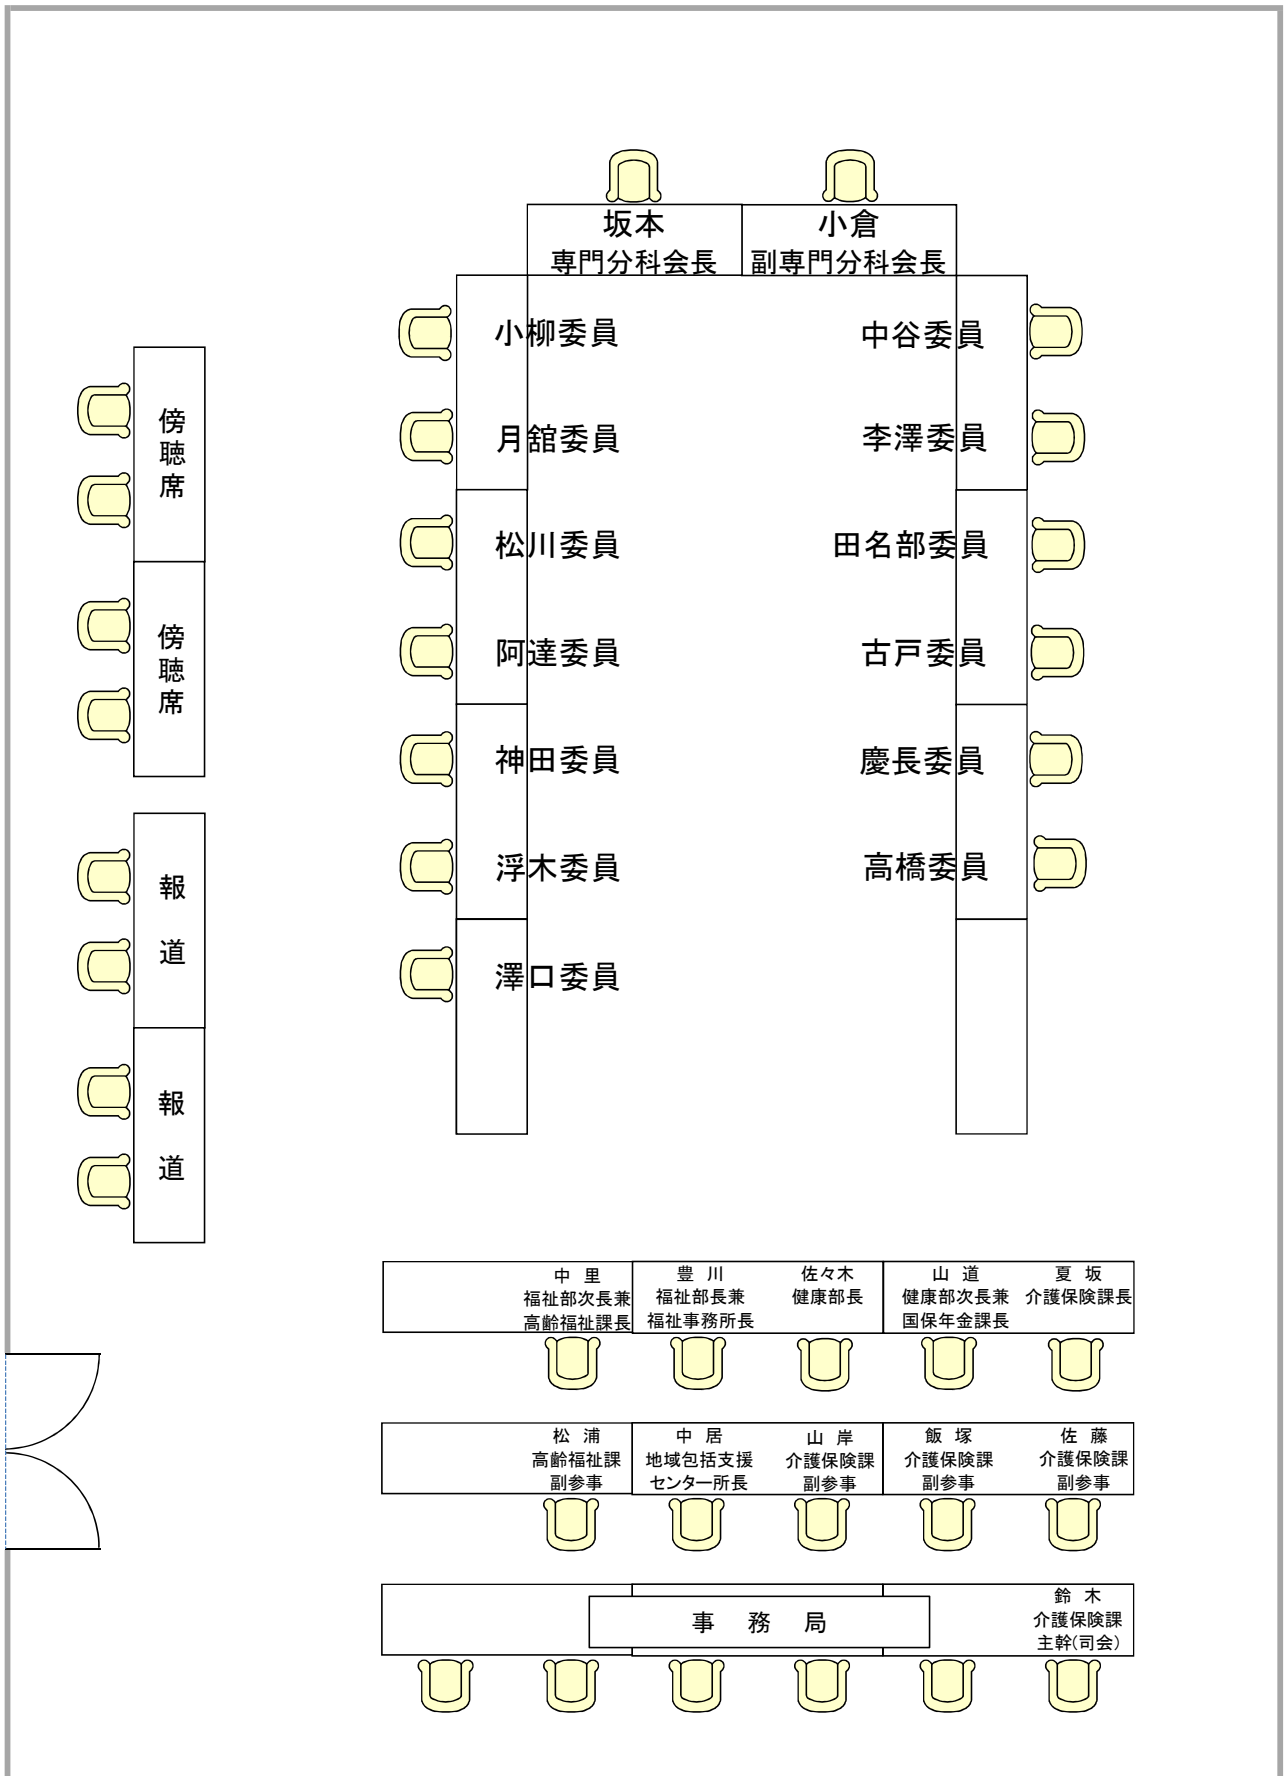 坂本
専門分科会長
小倉
副専門分科会長
小柳委員
中谷委員
月舘委員
李澤委員
松川委員
田名部委員
阿達委員
古戸委員
神田委員
慶長委員
浮木委員
高橋委員
澤口委員
傍聴席
傍聴席
報道
報道
中里
福祉部次長兼
高齢福祉課長
豊川
福祉部長兼
福祉事務所長
佐々木
健康部長
山道
健康部次長兼
国保年金課長
夏坂
介護保険課長
松浦
高齢福祉課
副参事
中居
地域包括支援
センター所長
山岸
介護保険課
副参事
飯塚
介護保険課
副参事
佐藤
介護保険課
副参事
事務局
鈴木
介護保険課
主幹(司会)